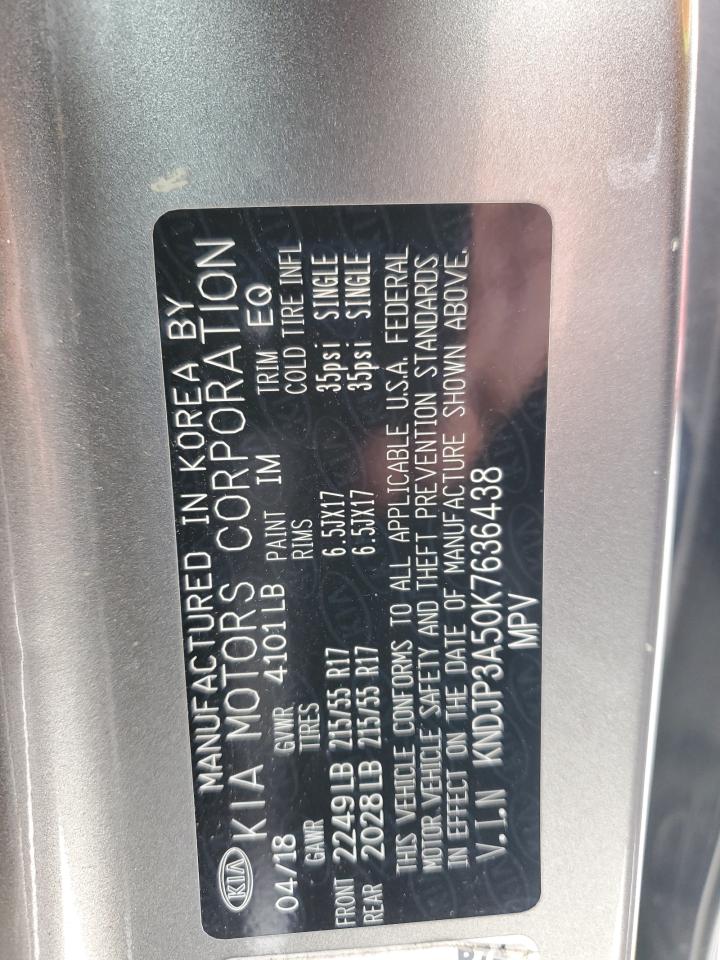 MANUFACTURED IN KOREA BY
KIA KIA MOTORS CORPORATION
04/18 GVWR 4101LB PAINT IM TRIM EQ
GAWR TIRES RIMS COLD TIRE INFL
FRONT 2249LB 215/55 R17 6.5JX17 35psi SINGLE
REAR 2028LB 215/55 R17 6.5JX17 35psi SINGLE
THIS VEHICLE CONFORMS TO ALL APPLICABLE U.S.A. FEDERAL
MOTOR VEHICLE SAFETY AND THEFT PREVENTION STANDARDS
IN EFFECT ON THE DATE OF MANUFACTURE SHOWN ABOVE.
V.I.N KNDJP3A50K7636438
MPV